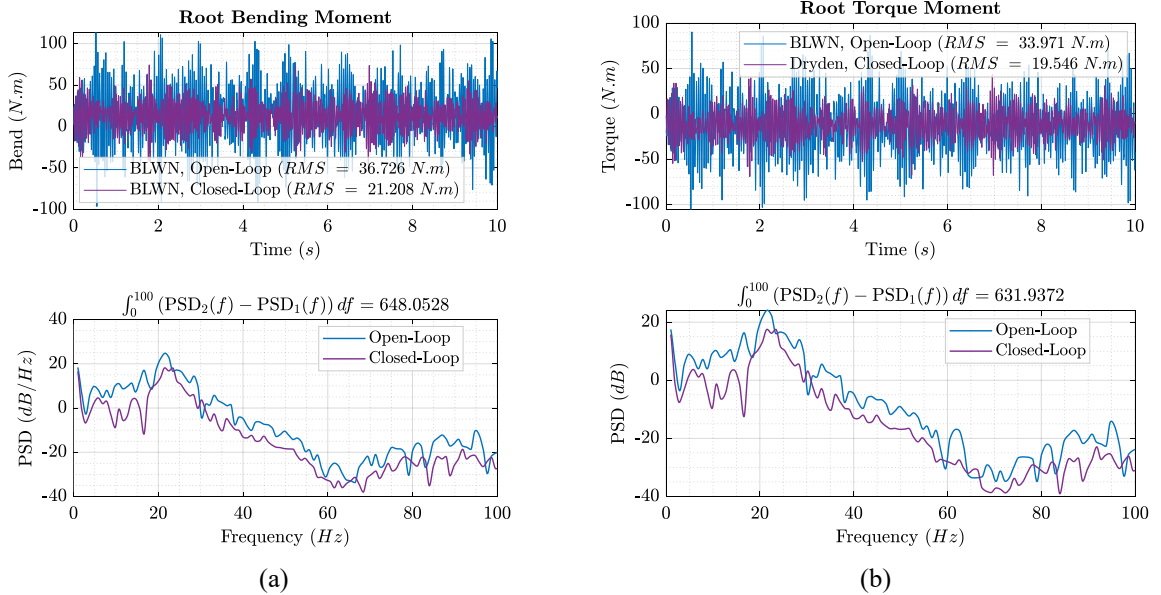 Root Bending Moment
100
50
0
-50
-100
Bend (N.m)
BLWN, Open-Loop (RMS = 36.726 N.m)
BLWN, Closed-Loop (RMS = 21.208 N.m)
0 2 4 6 8 10
Time (s)
Root Torque Moment
100
50
0
-50
-100
Torque (N.m)
BLWN, Open-Loop (RMS = 33.971 N.m)
Dryden, Closed-Loop (RMS = 19.546 N.m)
0 2 4 6 8 10
Time (s)
∫₀¹⁰⁰ (PSD₂(f) − PSD₁(f)) df = 648.0528
40
20
0
-20
-40
PSD (dB/Hz)
Open-Loop
Closed-Loop
0 20 40 60 80 100
Frequency (Hz)
(a)
∫₀¹⁰⁰ (PSD₂(f) − PSD₁(f)) df = 631.9372
20
0
-20
-40
PSD (dB)
Open-Loop
Closed-Loop
0 20 40 60 80 100
Frequency (Hz)
(b)